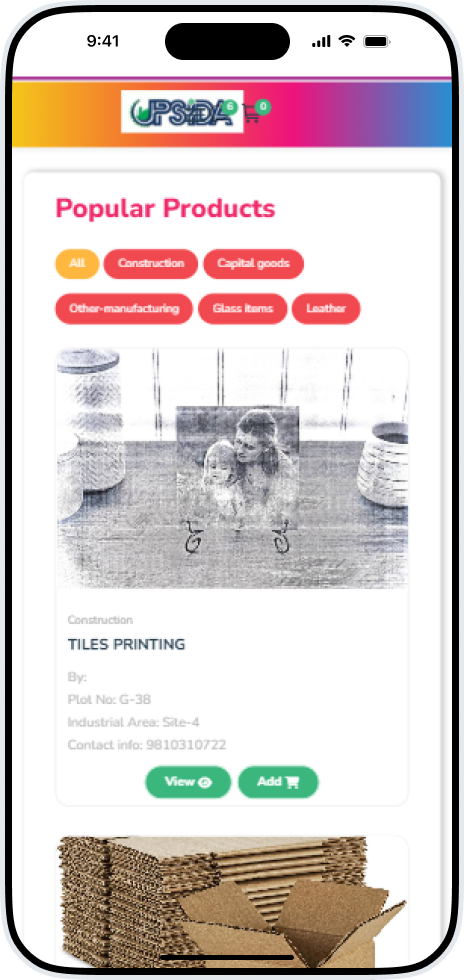 9:41
UPSIDA 6 0
Popular Products
All Construction Capital goods
Other-manufacturing Glass items Leather
Construction
TILES PRINTING
By:
Plot No: G-38
Industrial Area: Site-4
Contact info: 9810310722
View Add